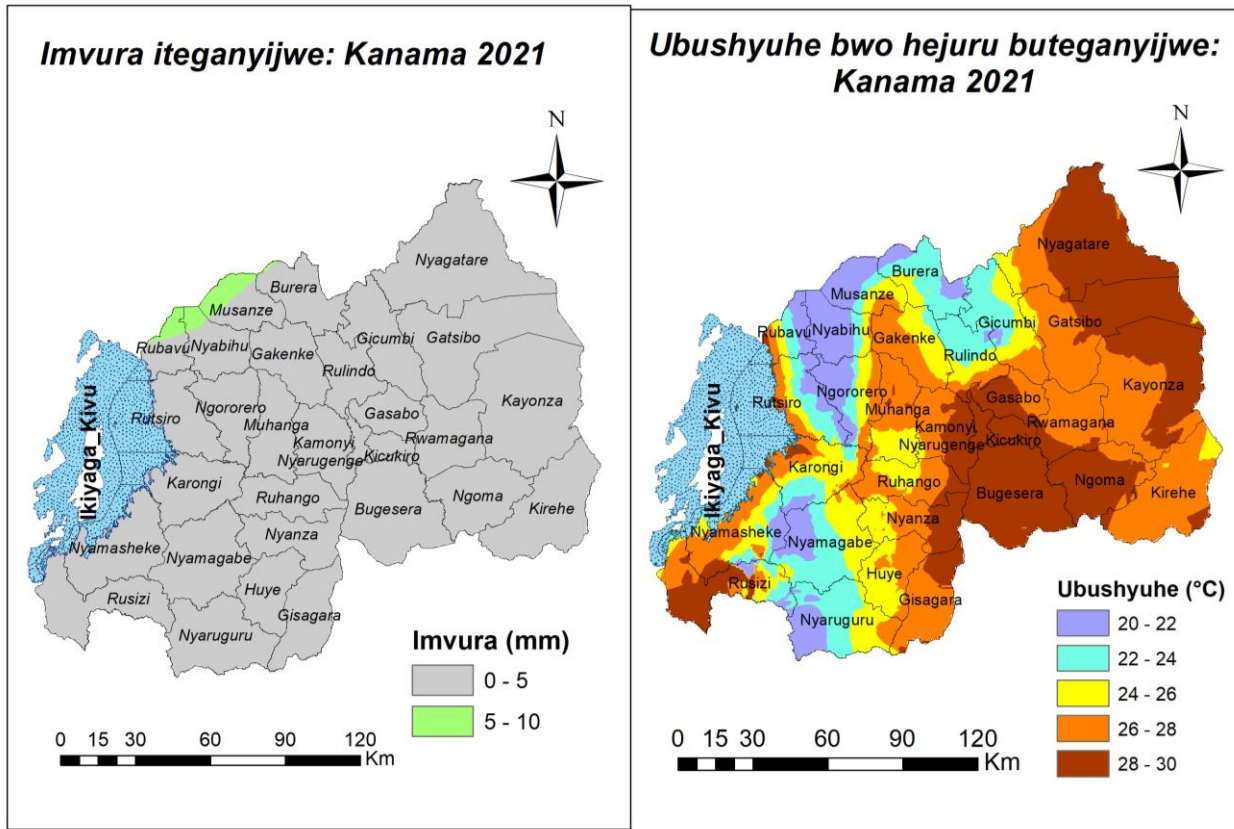 Imvura iteganyijwe: Kanama 2021
N
Nyagatare
Burera
Musanze
Gicumbi
Gatsibo
Rubavu
Nyabihu
Gakenke
Rulindo
Kayonza
Ngororero
Rutsiro
Gasabo
Muhanga
Rwamagana
Kamonyi
Nyarugenge
Kicukiro
Ikiyaga_Kivu
Karongi
Ruhango
Ngoma
Kirehe
Bugesera
Nyanza
Nyamasheke
Nyamagabe
Huye
Rusizi
Gisagara
Nyaruguru
Imvura (mm)
0 - 5
5 - 10
0 15 30 60 90 120
Km
Ubushyuhe bwo hejuru buteganyijwe:
Kanama 2021
N
Nyagatare
Burera
Musanze
Gicumbi
Gatsibo
Rubavu
Nyabihu
Gakenke
Rulindo
Kayonza
Ngororero
Gasabo
Rutsiro
Muhanga
Rwamagana
Kamonyi
Nyarugenge
Kicukiro
Ikiyaga_Kivu
Karongi
Ruhango
Ngoma
Kirehe
Bugesera
Nyanza
Nyamasheke
Nyamagabe
Huye
Rusizi
Gisagara
Nyaruguru
Ubushyuhe (°C)
20 - 22
22 - 24
24 - 26
26 - 28
28 - 30
0 15 30 60 90 120
Km